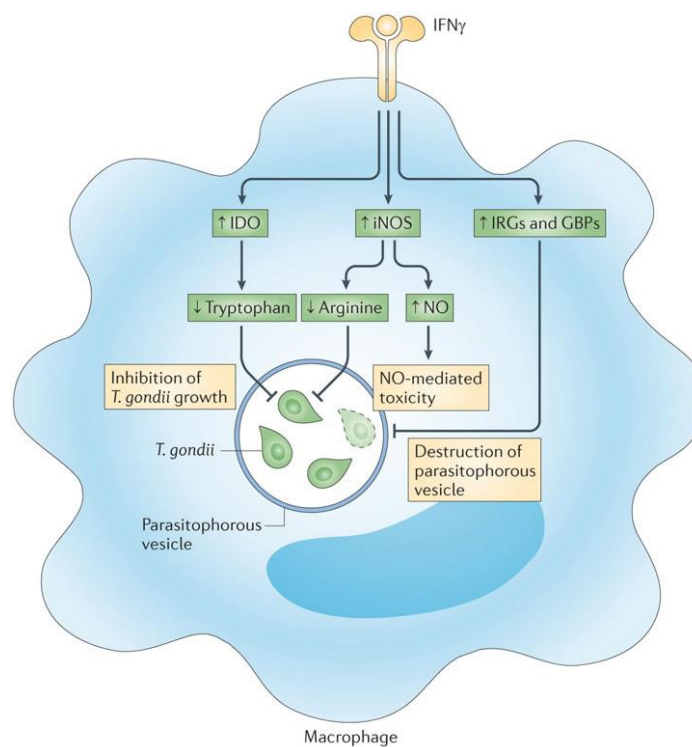 IFNγ
↑ IDO
↑ iNOS
↑ IRGs and GBPs
↓ Tryptophan
↓ Arginine
↑ NO
Inhibition of
T. gondii growth
NO-mediated
toxicity
T. gondii
Destruction of
parasitophorous
vesicle
Parasitophorous
vesicle
Macrophage